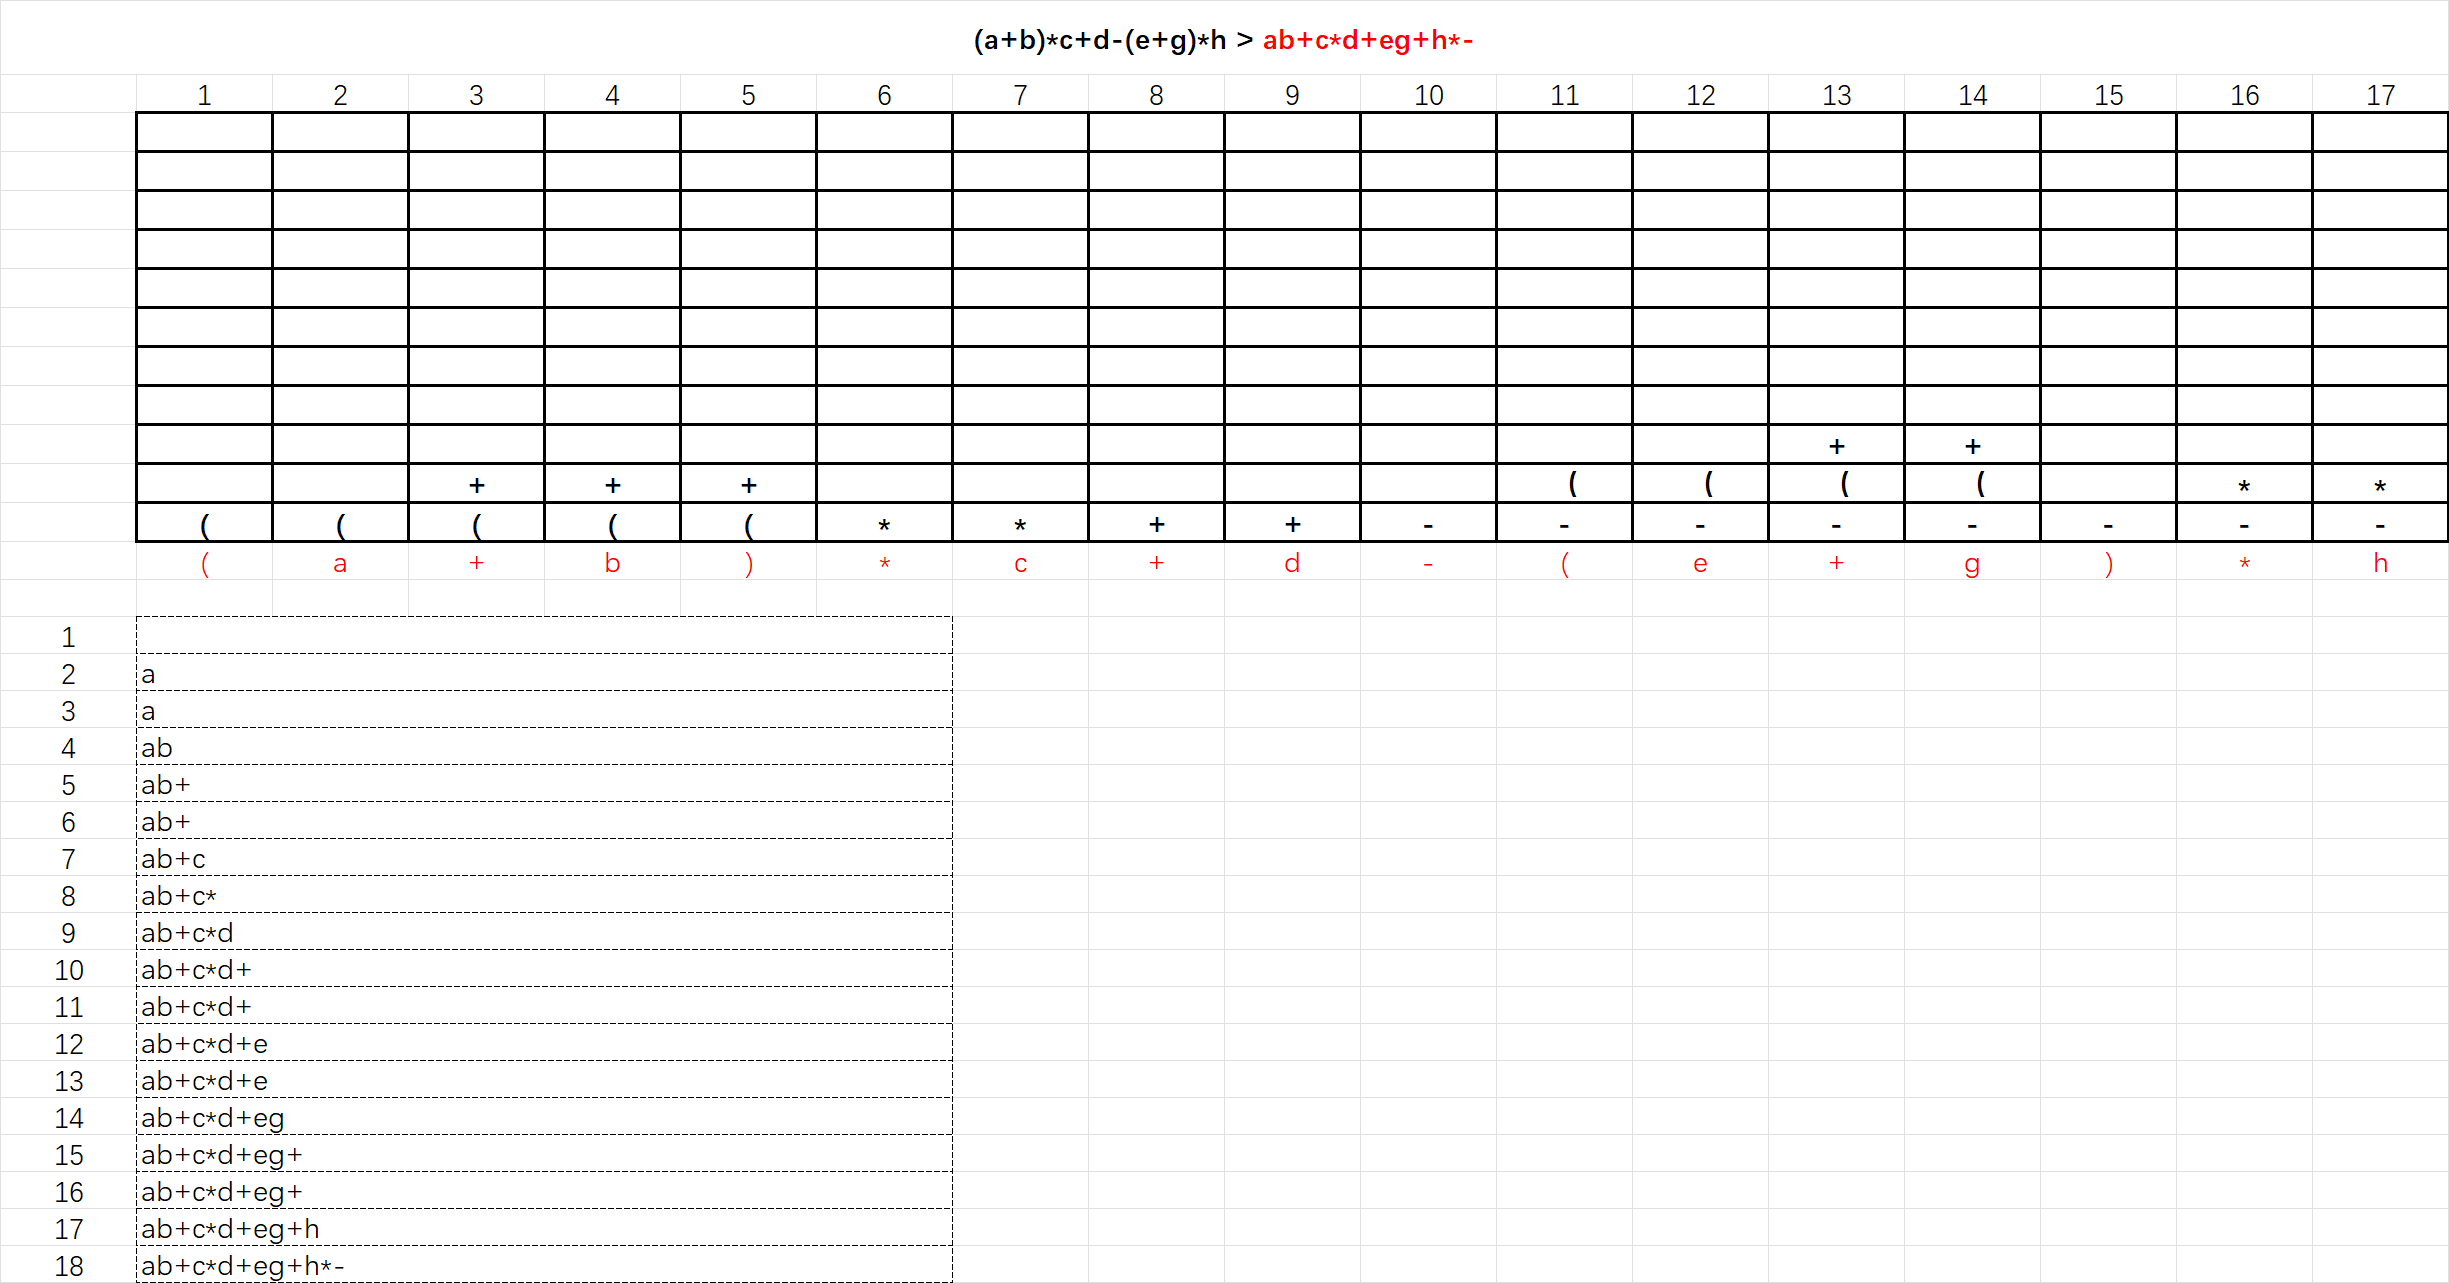 (a+b)*c+d-(e+g)*h > ab+c*d+eg+h*-
1 2 3 4 5 6 7 8 9 10 11 12 13 14 15 16 17
+ +
+ + + ( ( ( ( * *
( ( ( ( ( * * + + - - - - - - - -
( a + b ) * c + d - ( e + g ) * h
1
2 a
3 a
4 ab
5 ab+
6 ab+
7 ab+c
8 ab+c*
9 ab+c*d
10 ab+c*d+
11 ab+c*d+
12 ab+c*d+e
13 ab+c*d+e
14 ab+c*d+eg
15 ab+c*d+eg+
16 ab+c*d+eg+
17 ab+c*d+eg+h
18 ab+c*d+eg+h*-